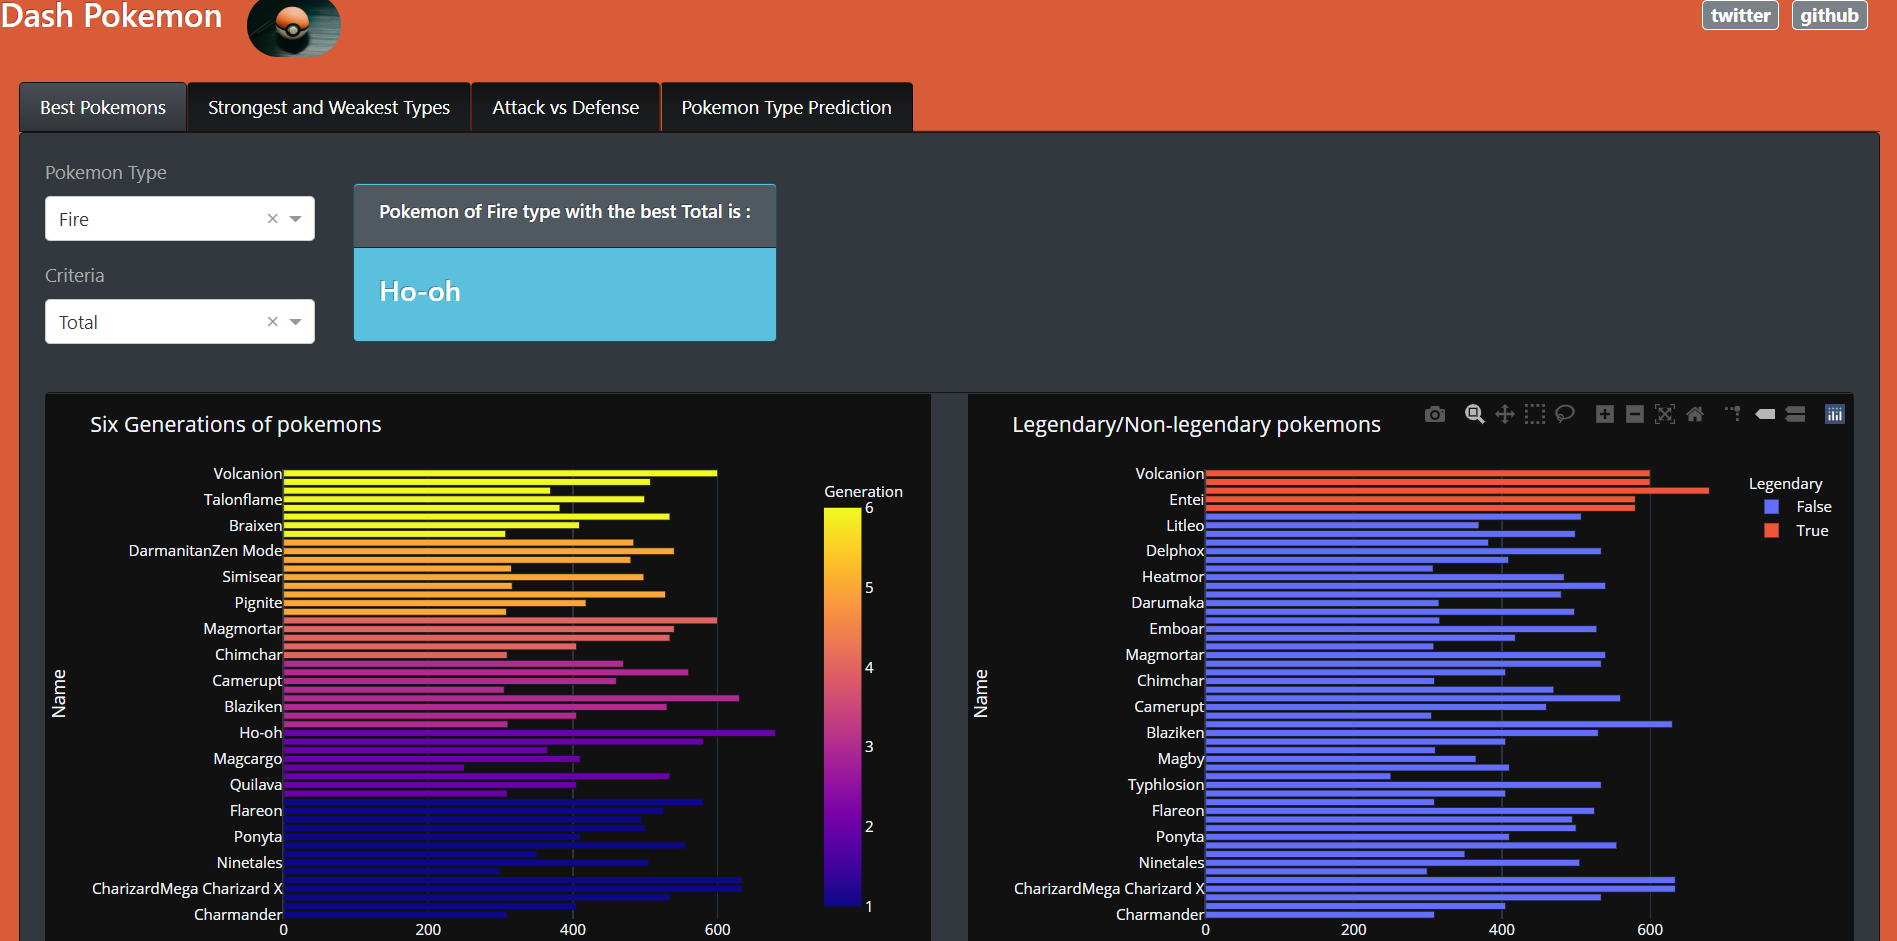 Dash Pokemon
twitter
github
Best Pokemons
Strongest and Weakest Types
Attack vs Defense
Pokemon Type Prediction
Pokemon Type
Fire
Criteria
Total
Pokemon of Fire type with the best Total is :
Ho-oh
Six Generations of pokemons
Name
Volcanion
Talonflame
Braixen
DarmanitanZen Mode
Simisear
Pignite
Magmortar
Chimchar
Camerupt
Blaziken
Ho-oh
Magcargo
Quilava
Flareon
Ponyta
Ninetales
CharizardMega Charizard X
Charmander
0
200
400
600
Generation
6
5
4
3
2
1
Legendary/Non-legendary pokemons
Name
Volcanion
Entei
Litleo
Delphox
Heatmor
Darumaka
Emboar
Magmortar
Chimchar
Camerupt
Blaziken
Magby
Typhlosion
Flareon
Ponyta
Ninetales
CharizardMega Charizard X
Charmander
0
200
400
600
Legendary
False
True